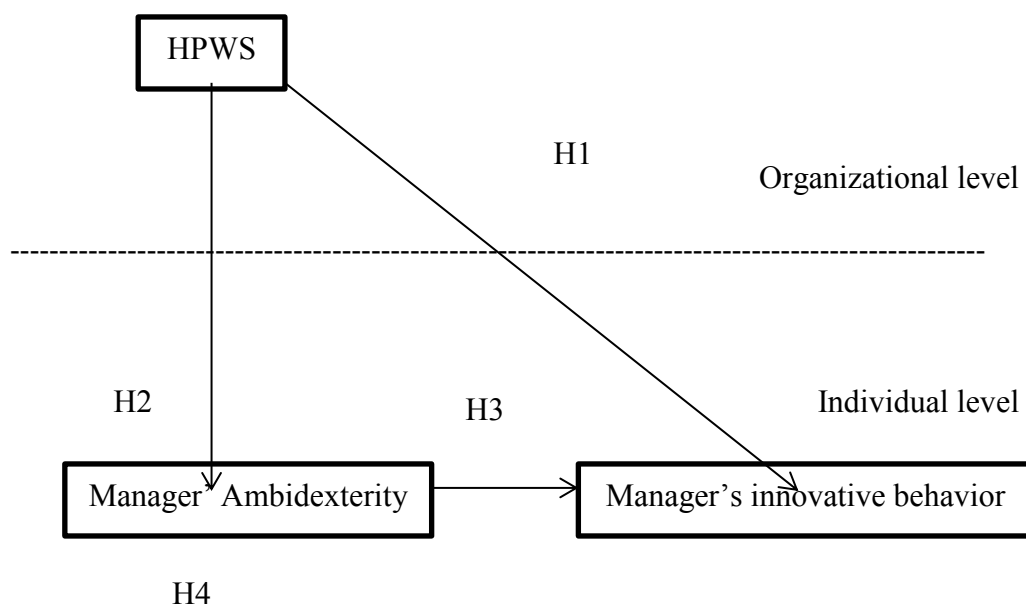 HPWS
H1
Organizational level
H2
H3
Individual level
Manager’ Ambidexterity
Manager’s innovative behavior
H4